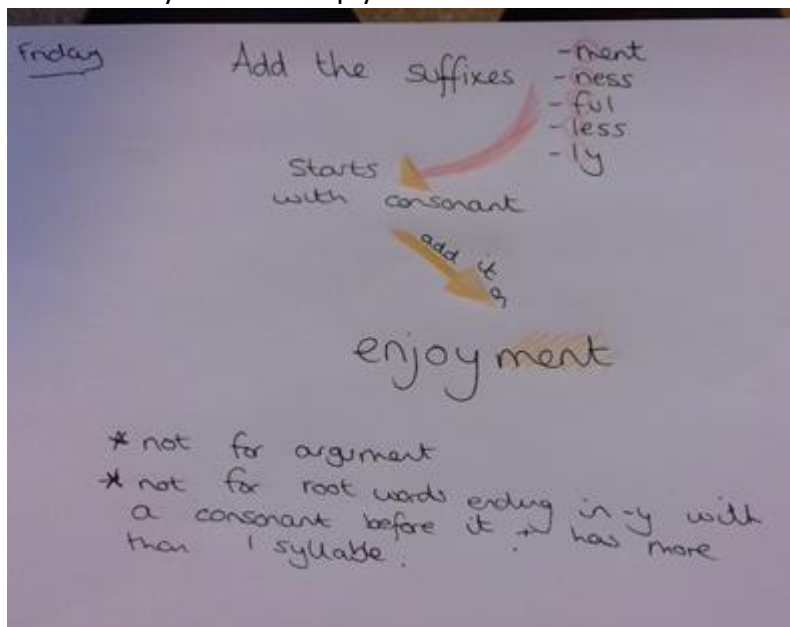 Friday
Add the suffixes
-ment
-ness
-ful
-less
-ly
Starts
with consonant
add it
enjoyment
* not for argument
* not for root words ending in -y with
a consonant before it + has more
than 1 syllable.